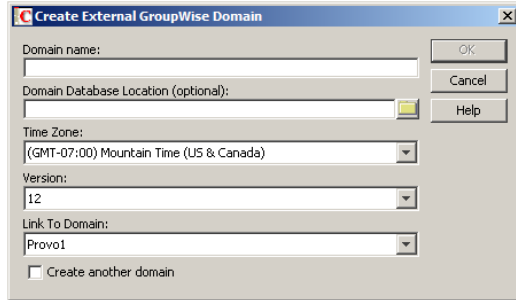 Create External GroupWise Domain
Domain name:
OK
Domain Database Location (optional):
Cancel
Help
Time Zone:
(GMT-07:00) Mountain Time (US & Canada)
Version:
12
Link To Domain:
Provo1
Create another domain